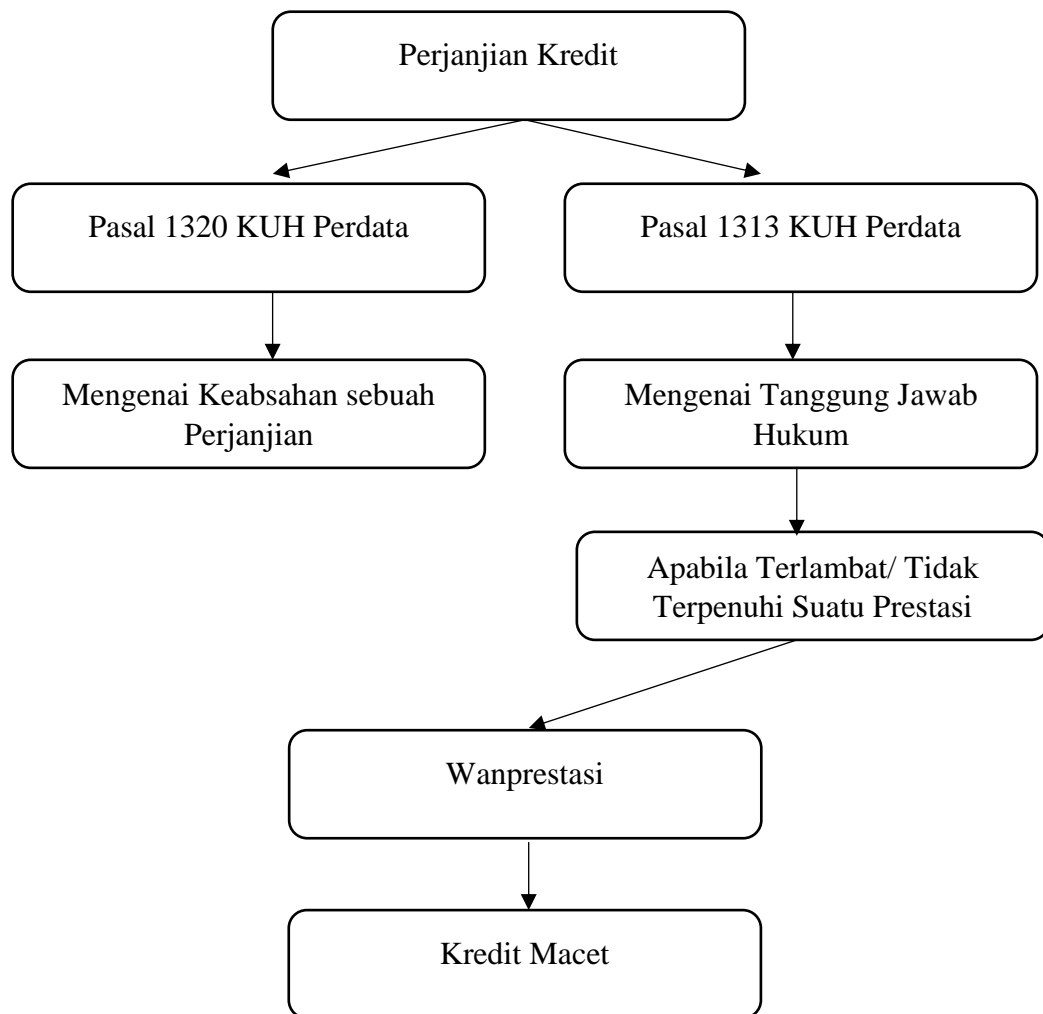 Perjanjian Kredit
Pasal 1320 KUH Perdata
Pasal 1313 KUH Perdata
Mengenai Keabsahan sebuah
Perjanjian
Mengenai Tanggung Jawab
Hukum
Apabila Terlambat/ Tidak
Terpenuhi Suatu Prestasi
Wanprestasi
Kredit Macet